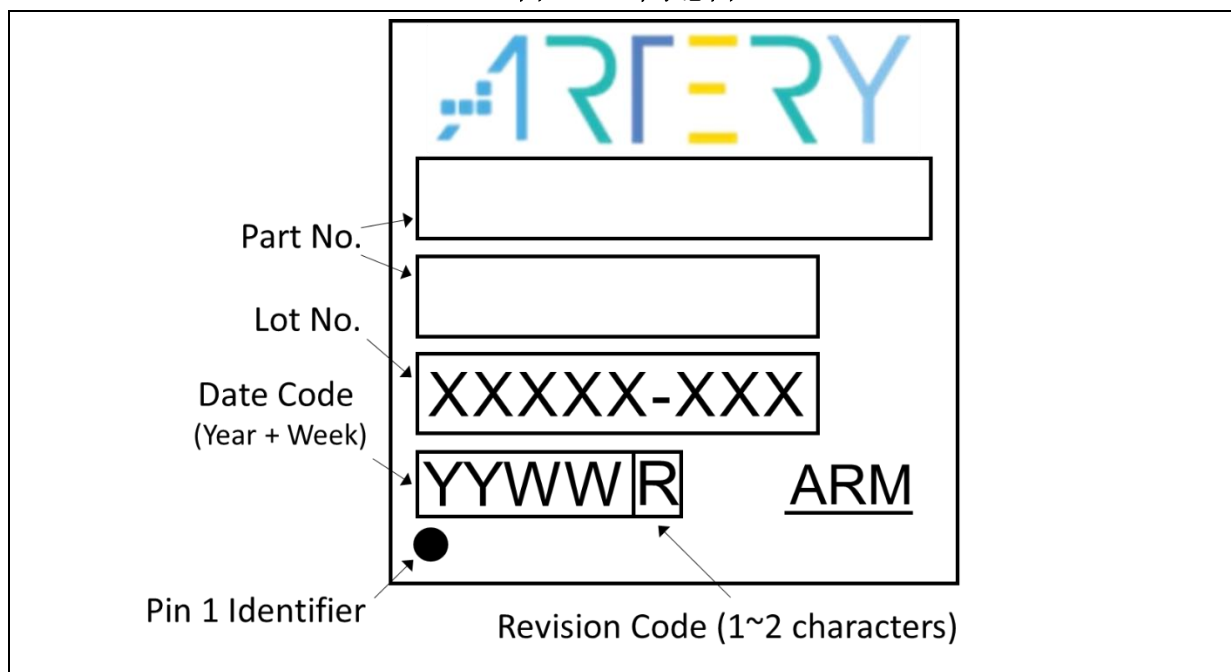 ARTERY
Part No.
Lot No.
XXXXX-XXX
Date Code
(Year + Week)
YYWW R
ARM
Pin 1 Identifier
Revision Code (1~2 characters)